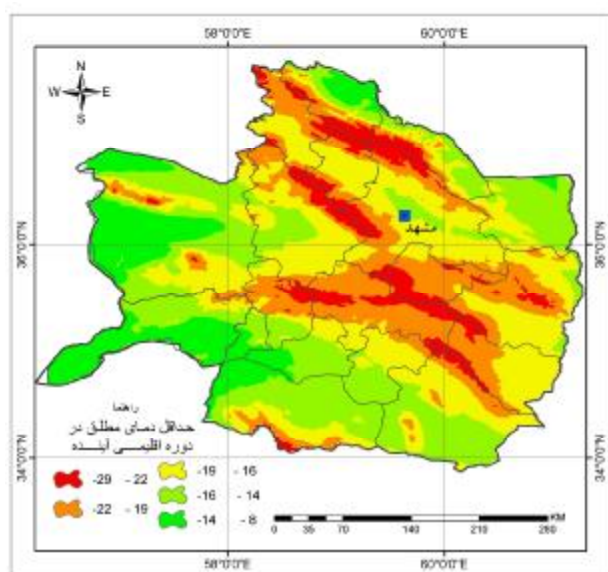 58°0'0"E 60°0'0"E
N
W E
S
36°0'0"N 36°0'0"N
مشهد
34°0'0"N 34°0'0"N
راهنما
حداقل دمای مطلق در
دوره اقلیمی آینده
-29 - 22
-22 - 19
-19 - 16
-16 - 14
-14 - 8
KM
0 35 70 140 210 280
58°0'0"E 60°0'0"E